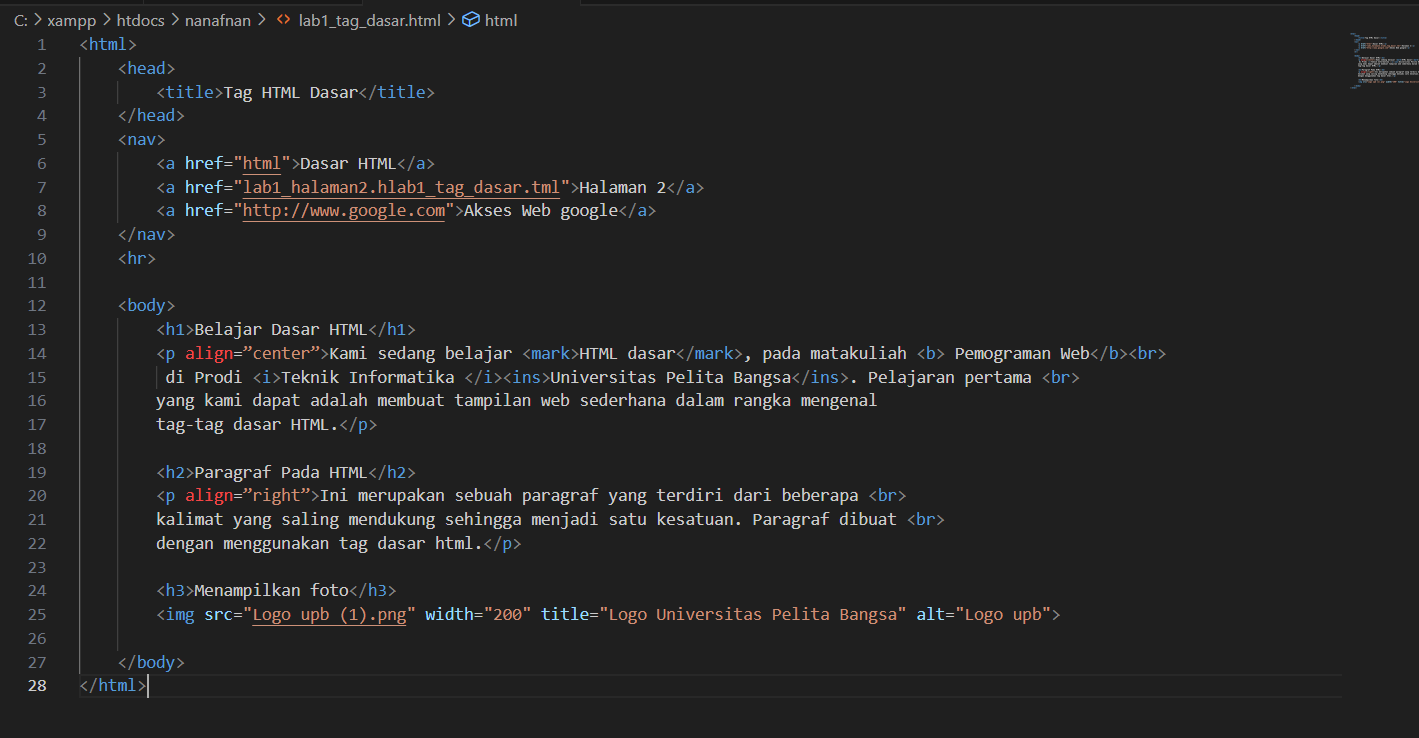 C: > xampp > htdocs > nanafnan > <> lab1_tag_dasar.html > html
1 <html>
2 <head>
3 <title>Tag HTML Dasar</title>
4 </head>
5 <nav>
6 <a href="html">Dasar HTML</a>
7 <a href="lab1_halaman2.hlab1_tag_dasar.tml">Halaman 2</a>
8 <a href="http://www.google.com">Akses Web google</a>
9 </nav>
10 <hr>
11
12 <body>
13 <h1>Belajar Dasar HTML</h1>
14 <p align=”center”>Kami sedang belajar <mark>HTML dasar</mark>, pada matakuliah <b> Pemograman Web</b><br>
15 di Prodi <i>Teknik Informatika </i><ins>Universitas Pelita Bangsa</ins>. Pelajaran pertama <br>
16 yang kami dapat adalah membuat tampilan web sederhana dalam rangka mengenal
17 tag-tag dasar HTML.</p>
18
19 <h2>Paragraf Pada HTML</h2>
20 <p align=”right”>Ini merupakan sebuah paragraf yang terdiri dari beberapa <br>
21 kalimat yang saling mendukung sehingga menjadi satu kesatuan. Paragraf dibuat <br>
22 dengan menggunakan tag dasar html.</p>
23
24 <h3>Menampilkan foto</h3>
25 <img src="Logo upb (1).png" width="200" title="Logo Universitas Pelita Bangsa" alt="Logo upb">
26
27 </body>
28 </html>